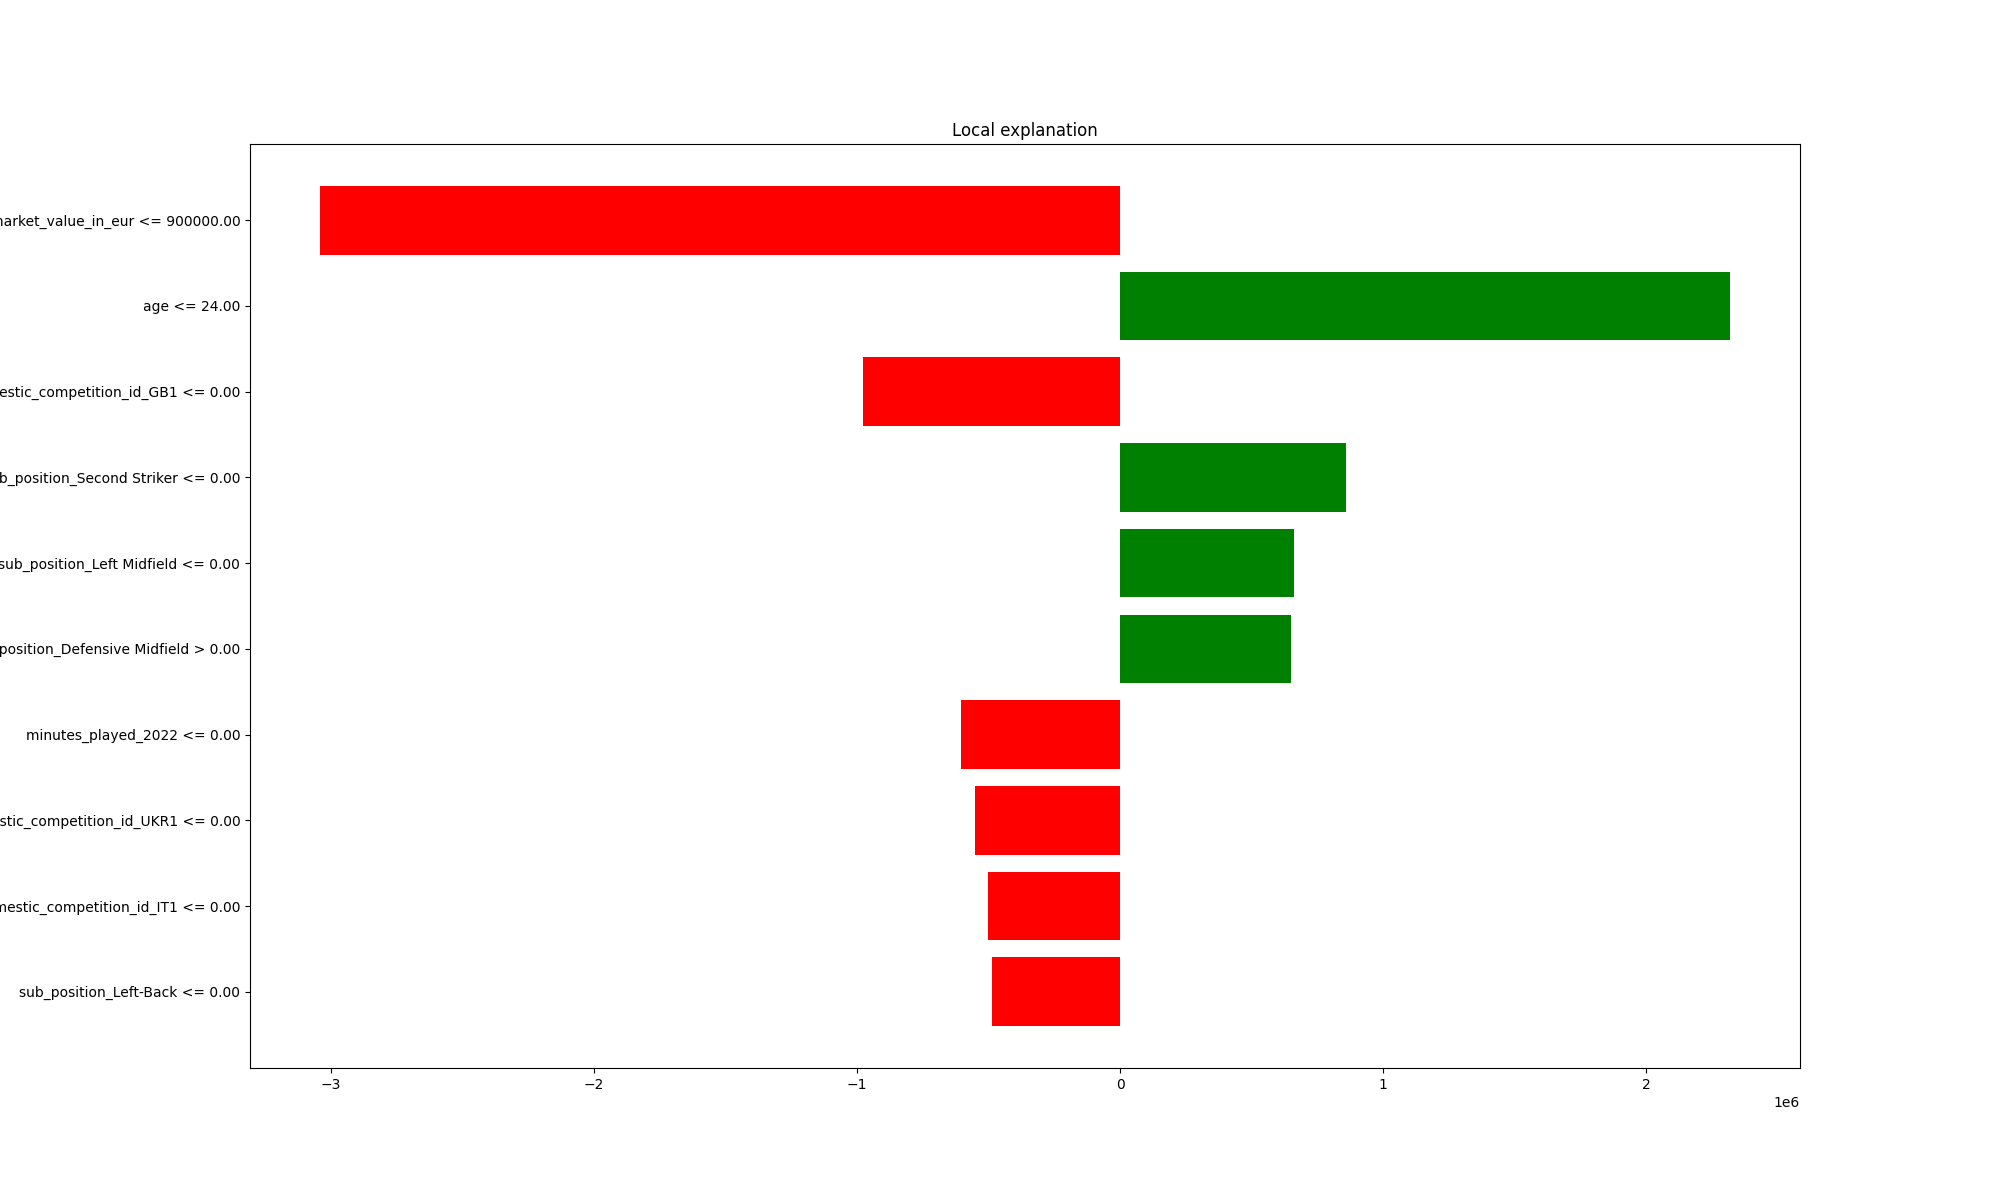 Local explanation
market_value_in_eur <= 900000.00
age <= 24.00
estic_competition_id_GB1 <= 0.00
b_position_Second Striker <= 0.00
sub_position_Left Midfield <= 0.00
position_Defensive Midfield > 0.00
minutes_played_2022 <= 0.00
stic_competition_id_UKR1 <= 0.00
mestic_competition_id_IT1 <= 0.00
sub_position_Left-Back <= 0.00
−3 −2 −1 0 1 2
1e6